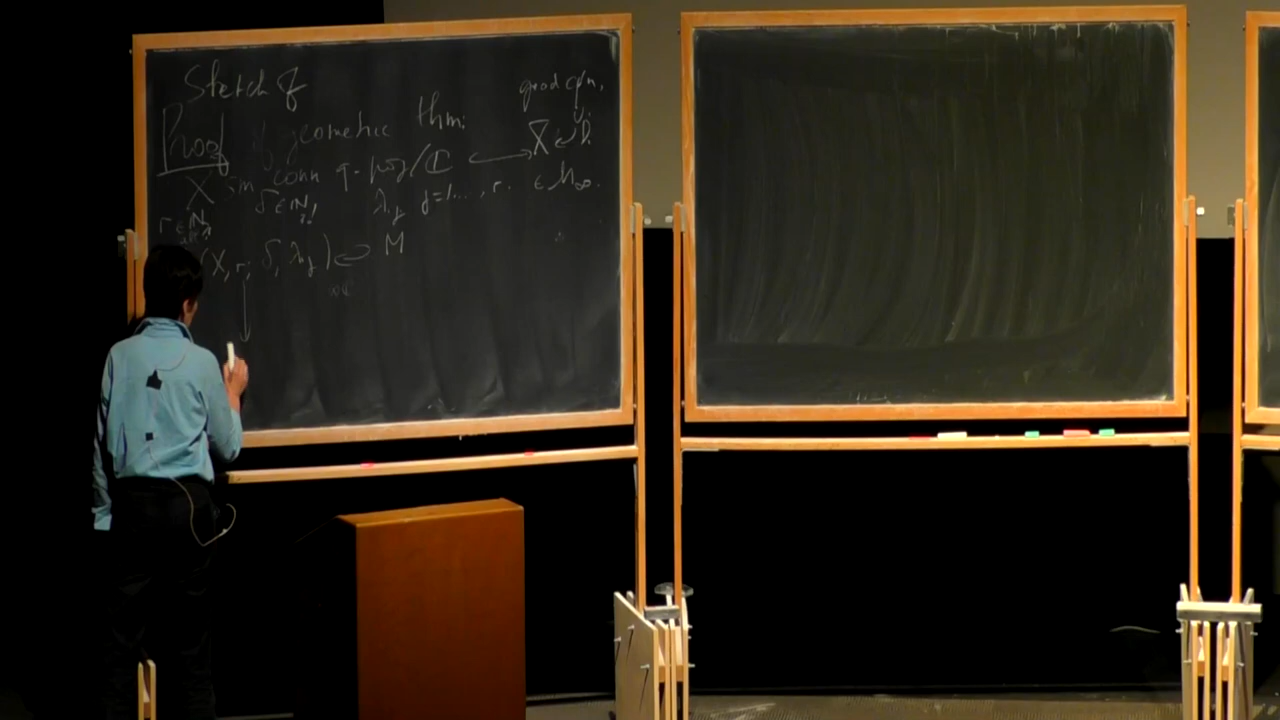 Sketch of
Proof of geometric thm:
good cpn,
X sm conn q-proj/ℂ ⟷ X̄ ↩ D.
r ∈ ℕ δ ∈ ℕ, λ_j j=1..., r. ∈ M_∞.
(X, r, δ, λ_j) ↩ M
↓